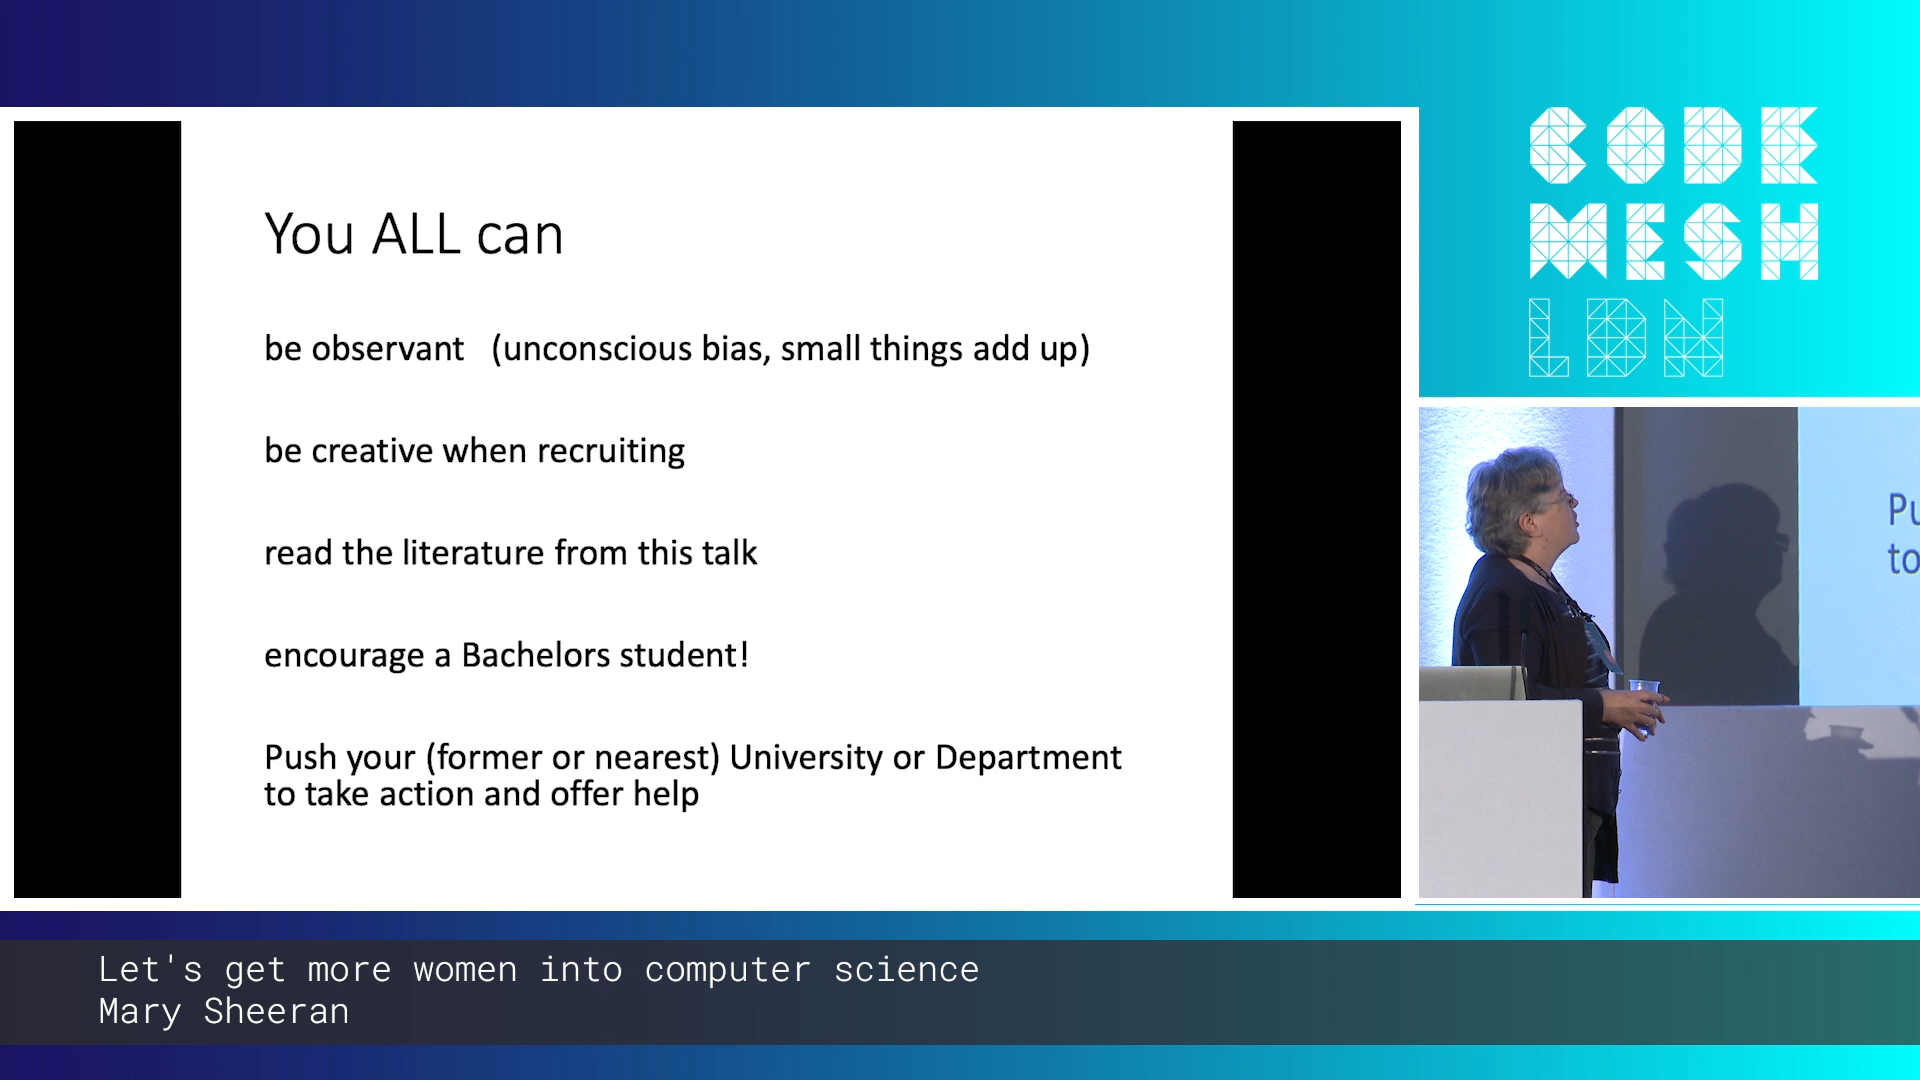 You ALL can
be observant (unconscious bias, small things add up)
be creative when recruiting
read the literature from this talk
encourage a Bachelors student!
Push your (former or nearest) University or Department
to take action and offer help
CODE
MESH
LDN
Pu
to
Let's get more women into computer science
Mary Sheeran